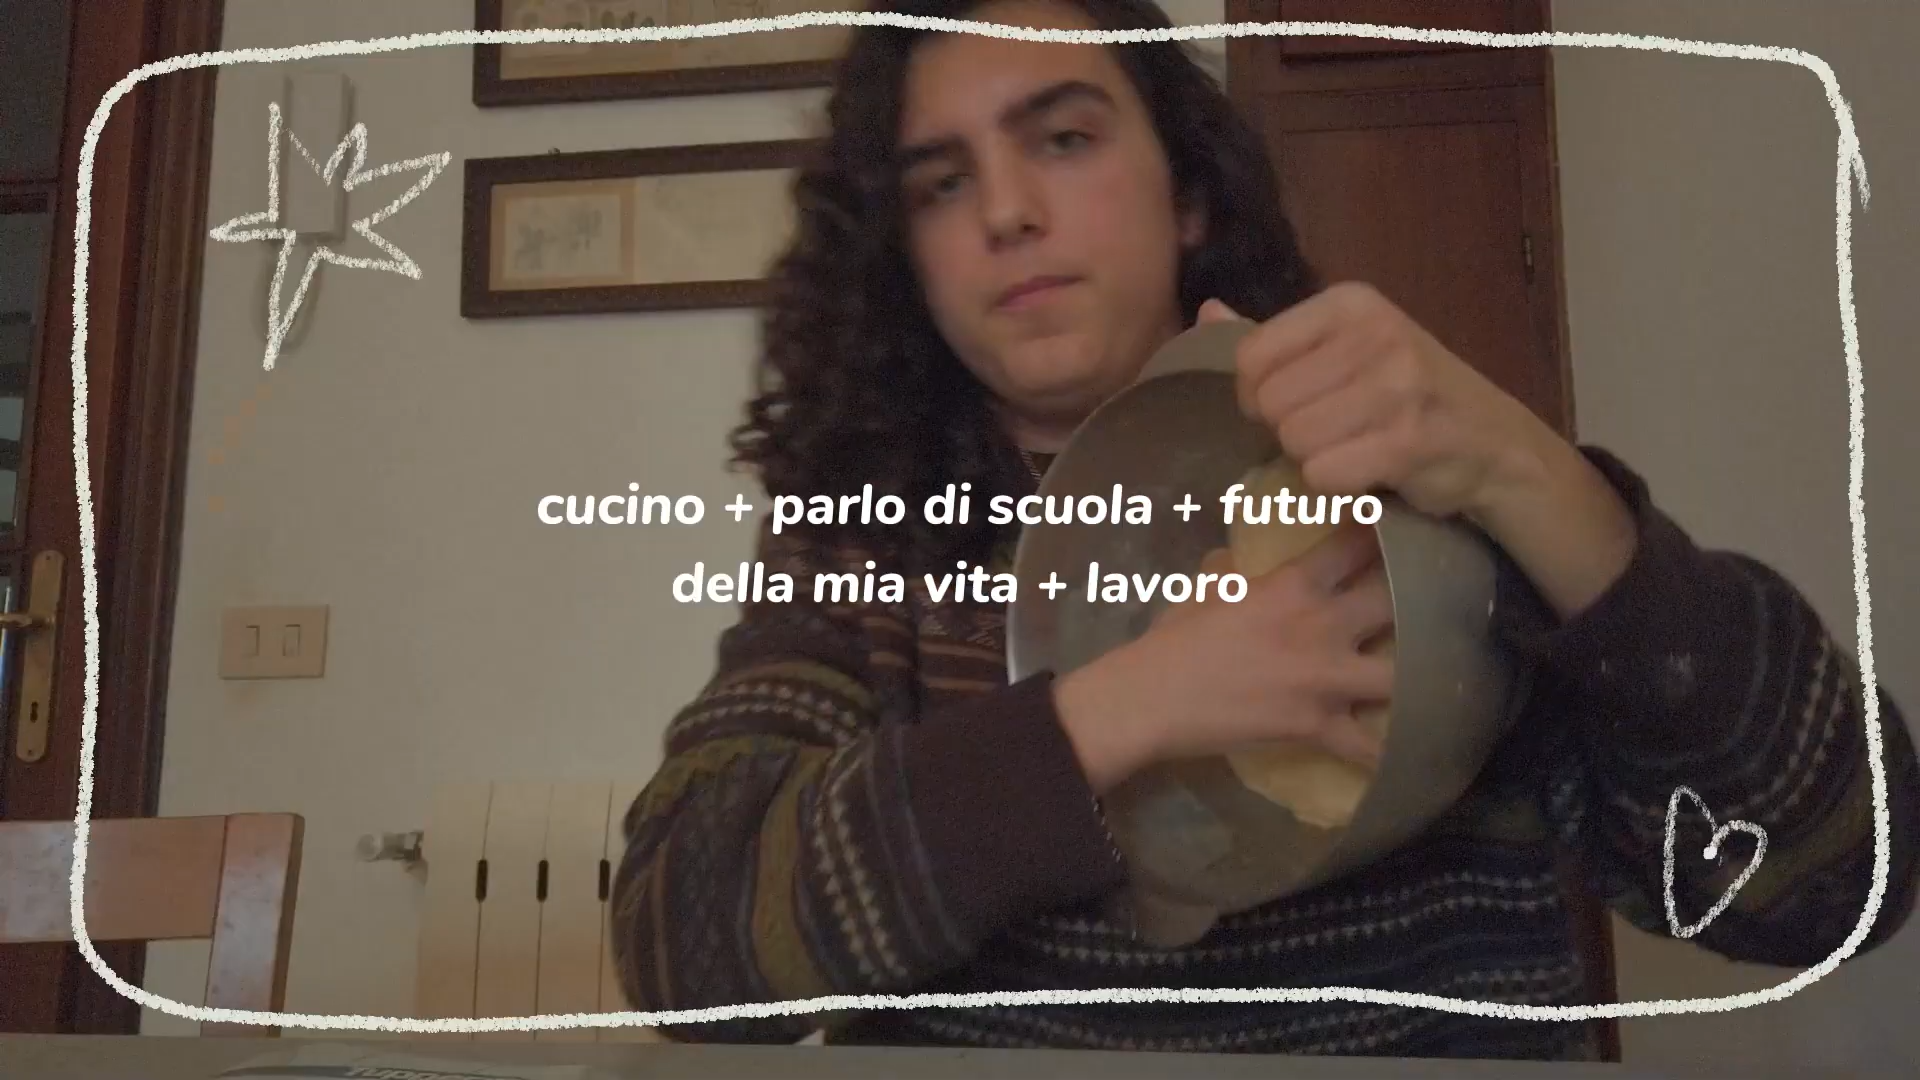 cucino + parlo di scuola + futuro
della mia vita + lavoro